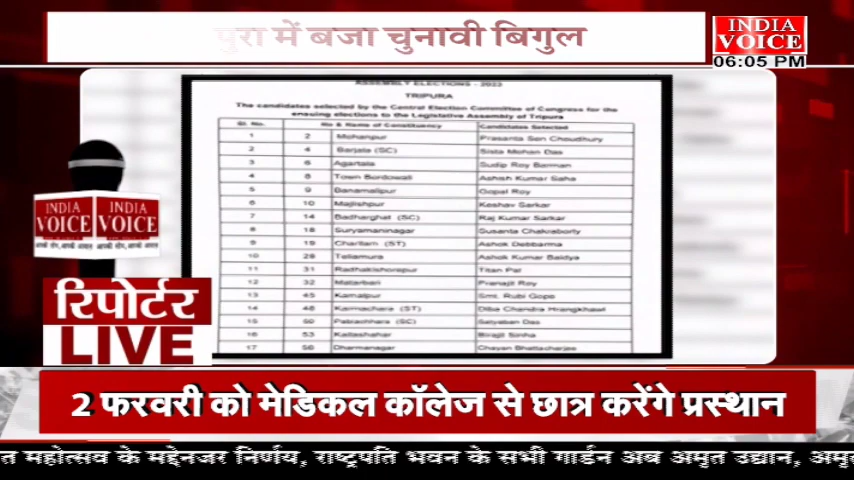 पुरा में बजा चुनावी बिगुल
INDIA VOICE
06:05 PM
ASSEMBLY ELECTIONS - 2023
TRIPURA
The candidates selected by the Central Election Committee of Congress for the
ensuing elections to the Legislative Assembly of Tripura
Sl. No. No & Name of Constituency Candidates Selected
1 2 Mohanpur Prasanta Sen Choudhury
2 4 Barjala (SC) Sista Mohan Das
3 6 Agartala Sudip Roy Barman
4 8 Town Bordowali Ashish Kumar Saha
5 9 Banamalipur Gopal Roy
6 10 Majlishpur Keshav Sarkar
7 14 Badharghat (SC) Raj Kumar Sarkar
8 18 Suryamaninagar Susanta Chakraborty
9 19 Charilam (ST) Ashok Debbarma
10 28 Teliamura Ashok Kumar Baidya
11 31 Radhakishorepur Titan Pal
12 32 Matarbari Pranajit Roy
13 45 Kamalpur Smt. Rubi Gope
14 48 Karmachara (ST) Diba Chandra Hrangkhawl
15 50 Pabiachhara (SC) Satyaban Das
16 53 Kailashahar Birajit Sinha
17 56 Dharmanagar Chayan Bhattacharjee
INDIA VOICE INDIA VOICE
रिपोर्टर
LIVE
2 फरवरी को मेडिकल कॉलेज से छात्र करेंगे प्रस्थान
त महोत्सव के मद्देनजर निर्णय, राष्ट्रपति भवन के सभी गार्डन अब अमृत उद्यान, अमृ